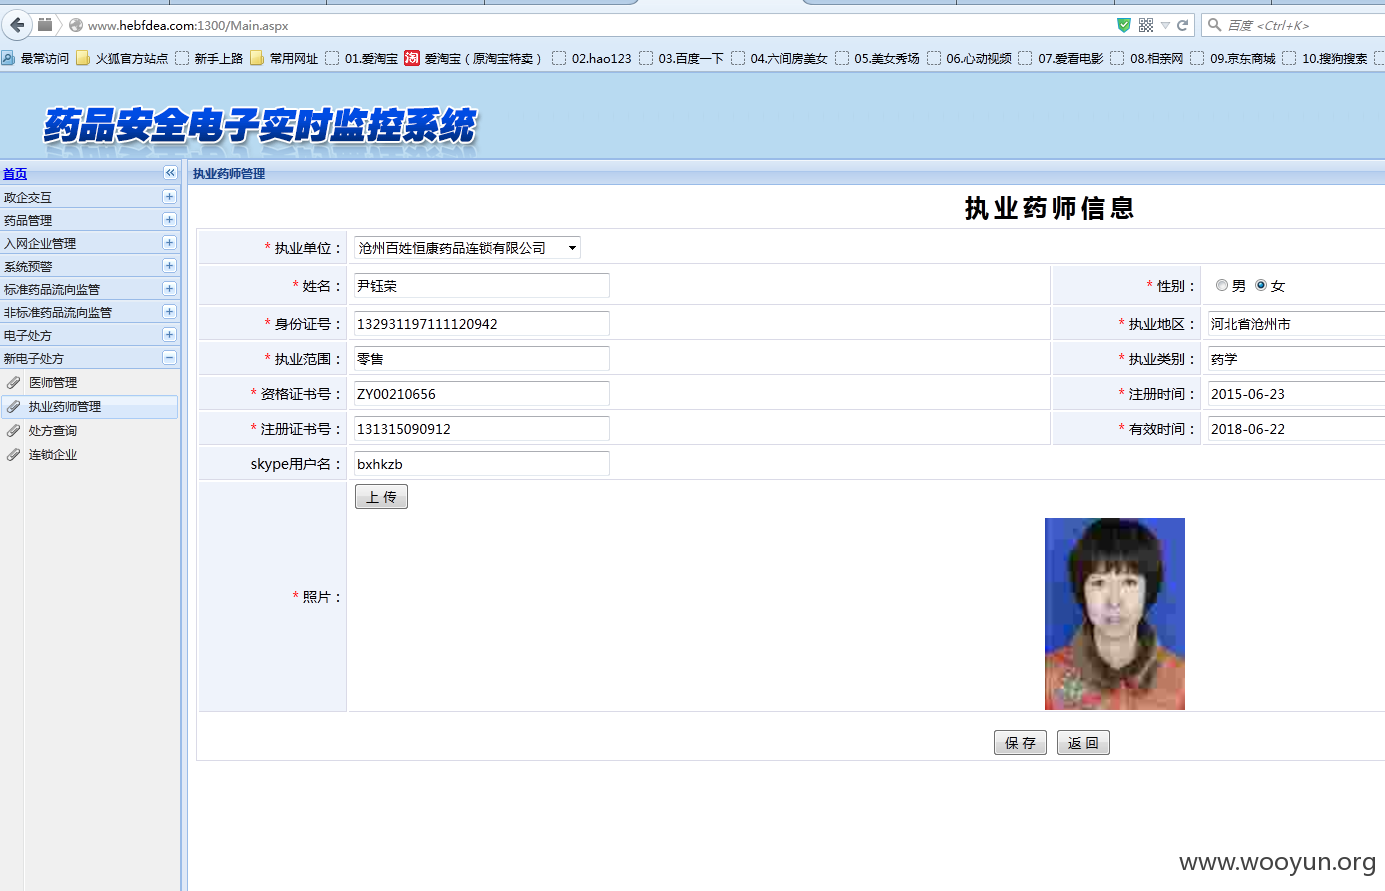 www.hebfdea.com:1300/Main.aspx
百度 <Ctrl+K>
最常访问 火狐官方站点 新手上路 常用网址 01.爱淘宝 淘 爱淘宝（原淘宝特卖） 02.hao123 03.百度一下 04.六间房美女 05.美女秀场 06.心动视频 07.爱看电影 08.相亲网 09.京东商城 10.搜狗搜索
药品安全电子实时监控系统
首页
执业药师管理
政企交互
药品管理
入网企业管理
系统预警
标准药品流向监管
非标准药品流向监管
电子处方
新电子处方
医师管理
执业药师管理
处方查询
连锁企业
执业药师信息
* 执业单位： 沧州百姓恒康药品连锁有限公司
* 姓名： 尹钰荣 * 性别： 男 女
* 身份证号： 132931197111120942 * 执业地区： 河北省沧州市
* 执业范围： 零售 * 执业类别： 药学
* 资格证书号： ZY00210656 * 注册时间： 2015-06-23
* 注册证书号： 131315090912 * 有效时间： 2018-06-22
skype用户名： bxhkzb
上 传
* 照片：
保 存 返 回
www.wooyun.org